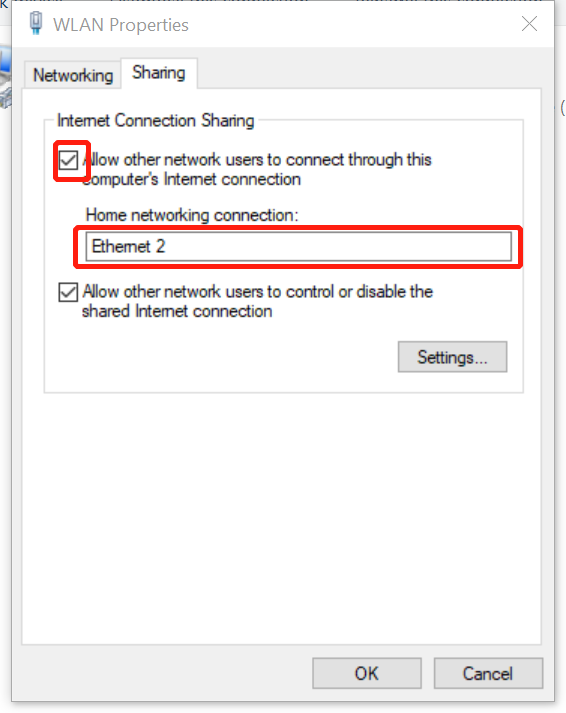 WLAN Properties
Networking
Sharing
Internet Connection Sharing
Allow other network users to connect through this
computer's Internet connection
Home networking connection:
Ethernet 2
Allow other network users to control or disable the
shared Internet connection
Settings...
OK
Cancel